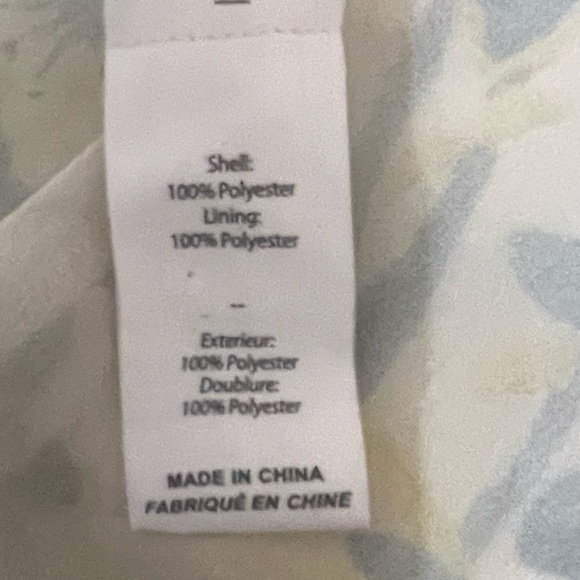 Shell:
100% Polyester
Lining:
100% Polyester
--
Exterieur:
100% Polyester
Doublure:
100% Polyester
MADE IN CHINA
FABRIQUÉ EN CHINE